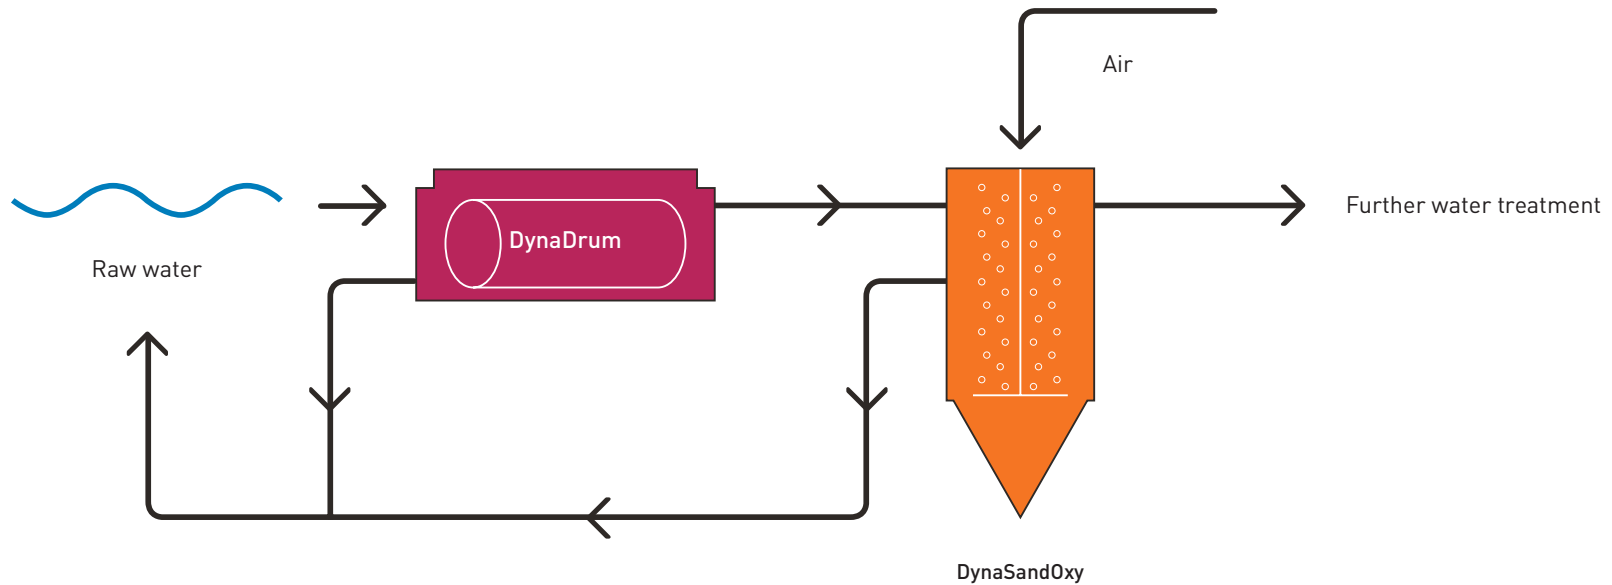 Air
Further water treatment
DynaDrum
Raw water
DynaSandOxy